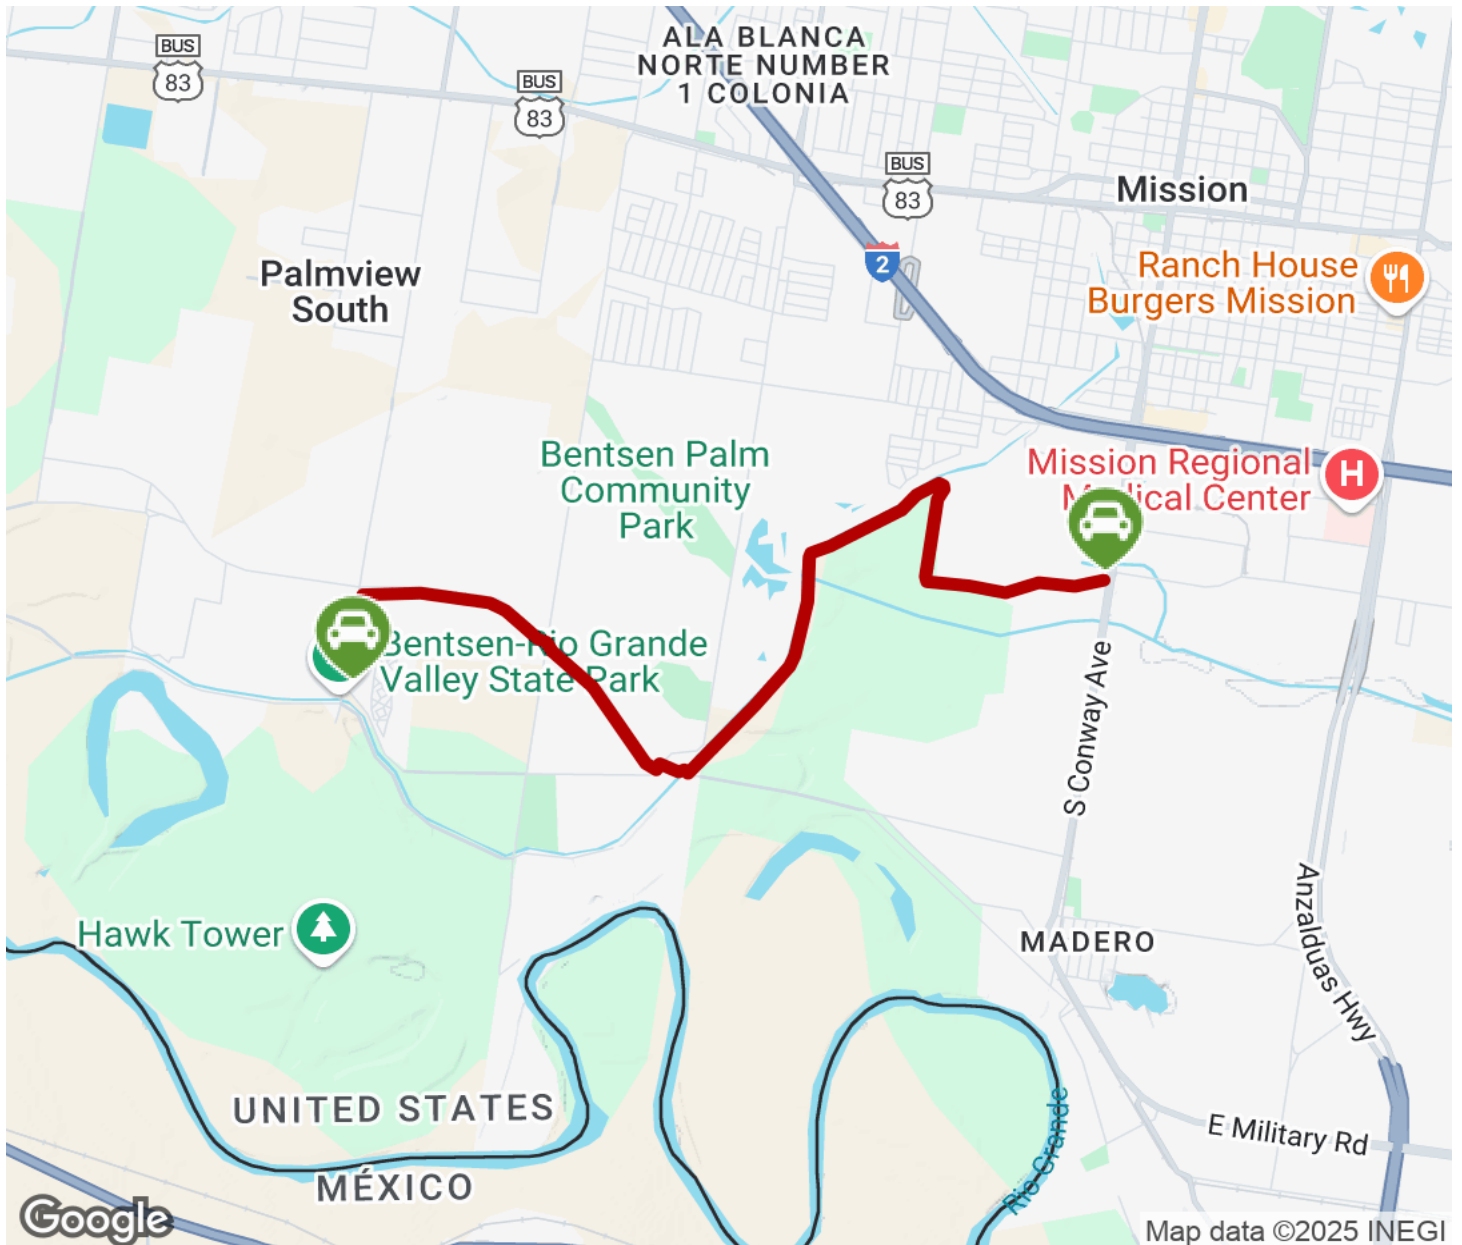 ALA BLANCA
NORTE NUMBER
1 COLONIA
BUS
83
BUS
83
BUS
83
Mission
2
Ranch House
Burgers Mission
Palmview
South
Bentsen Palm
Community
Park
Mission Regional
Medical Center
H
Bentsen-Rio Grande
Valley State Park
S Conway Ave
Hawk Tower
MADERO
Anzalduas Hwy
UNITED STATES
MÉXICO
Rio Grande
E Military Rd
Google
Map data ©2025 INEGI